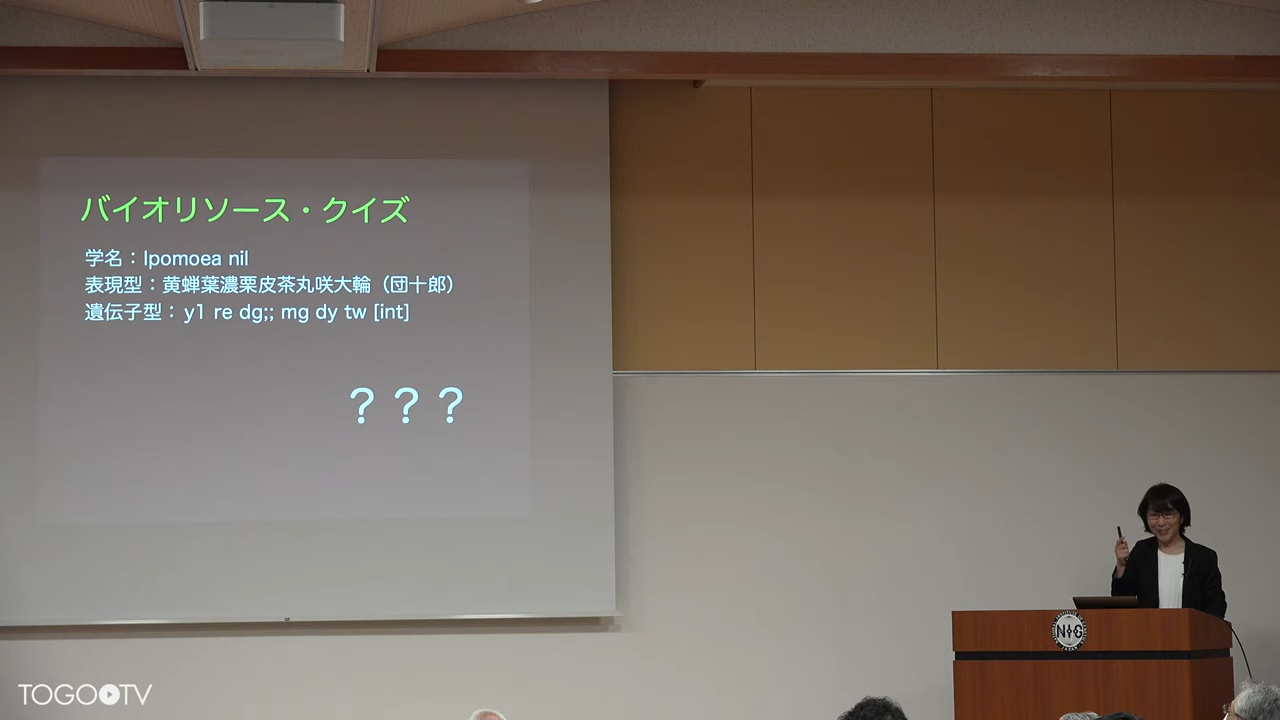 バイオリソース・クイズ
学名：Ipomoea nil
表現型：黄蝉葉濃栗皮茶丸咲大輪（団十郎）
遺伝子型：y1 re dg;; mg dy tw [int]
？？？
NIG
JAPAN
TOGOTV